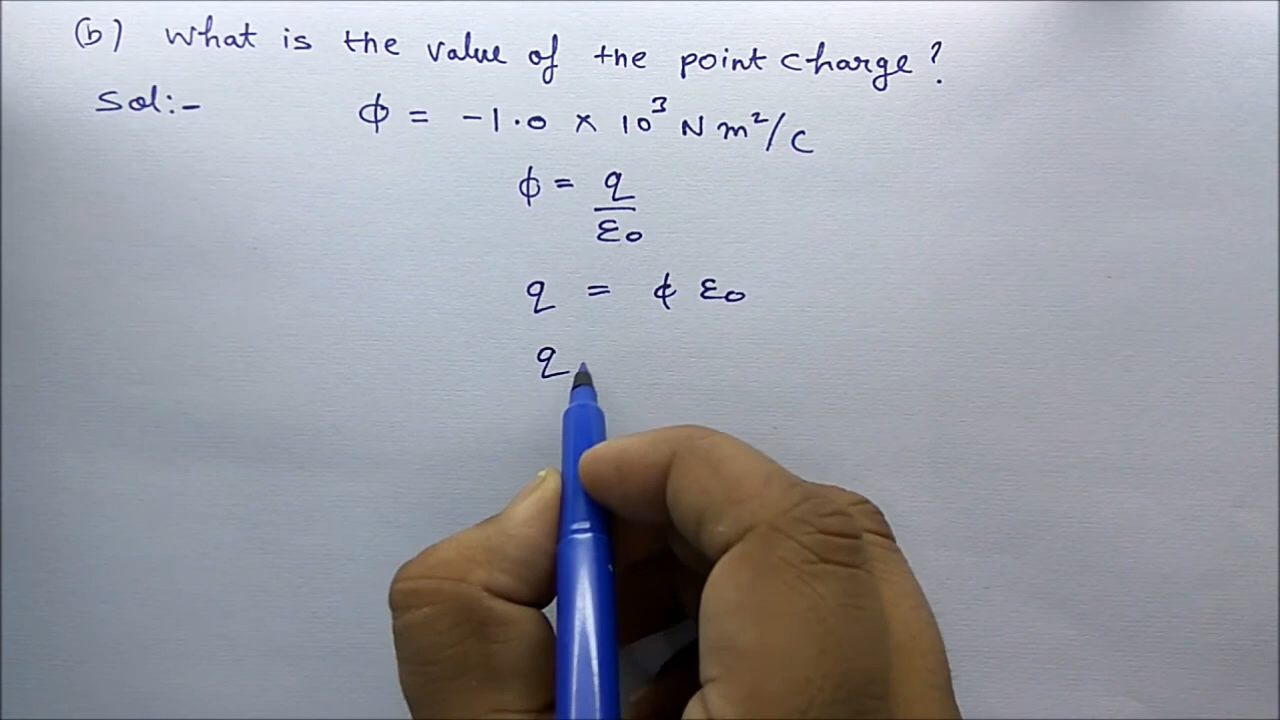 (b) What is the value of the point charge?
Sol:- ϕ = -1.0 × 10³ N m²/C
ϕ = q/ε₀
q = ϕ ε₀
q